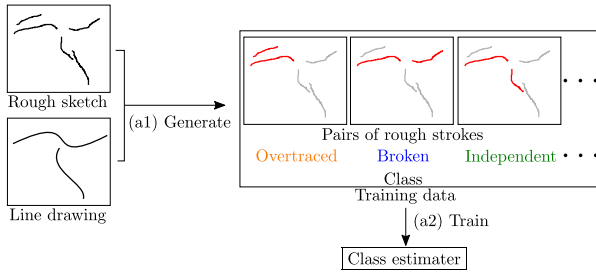 Rough sketch
(a1) Generate
Line drawing
Pairs of rough strokes
Overtraced Broken Independent
Class
Training data
(a2) Train
Class estimater